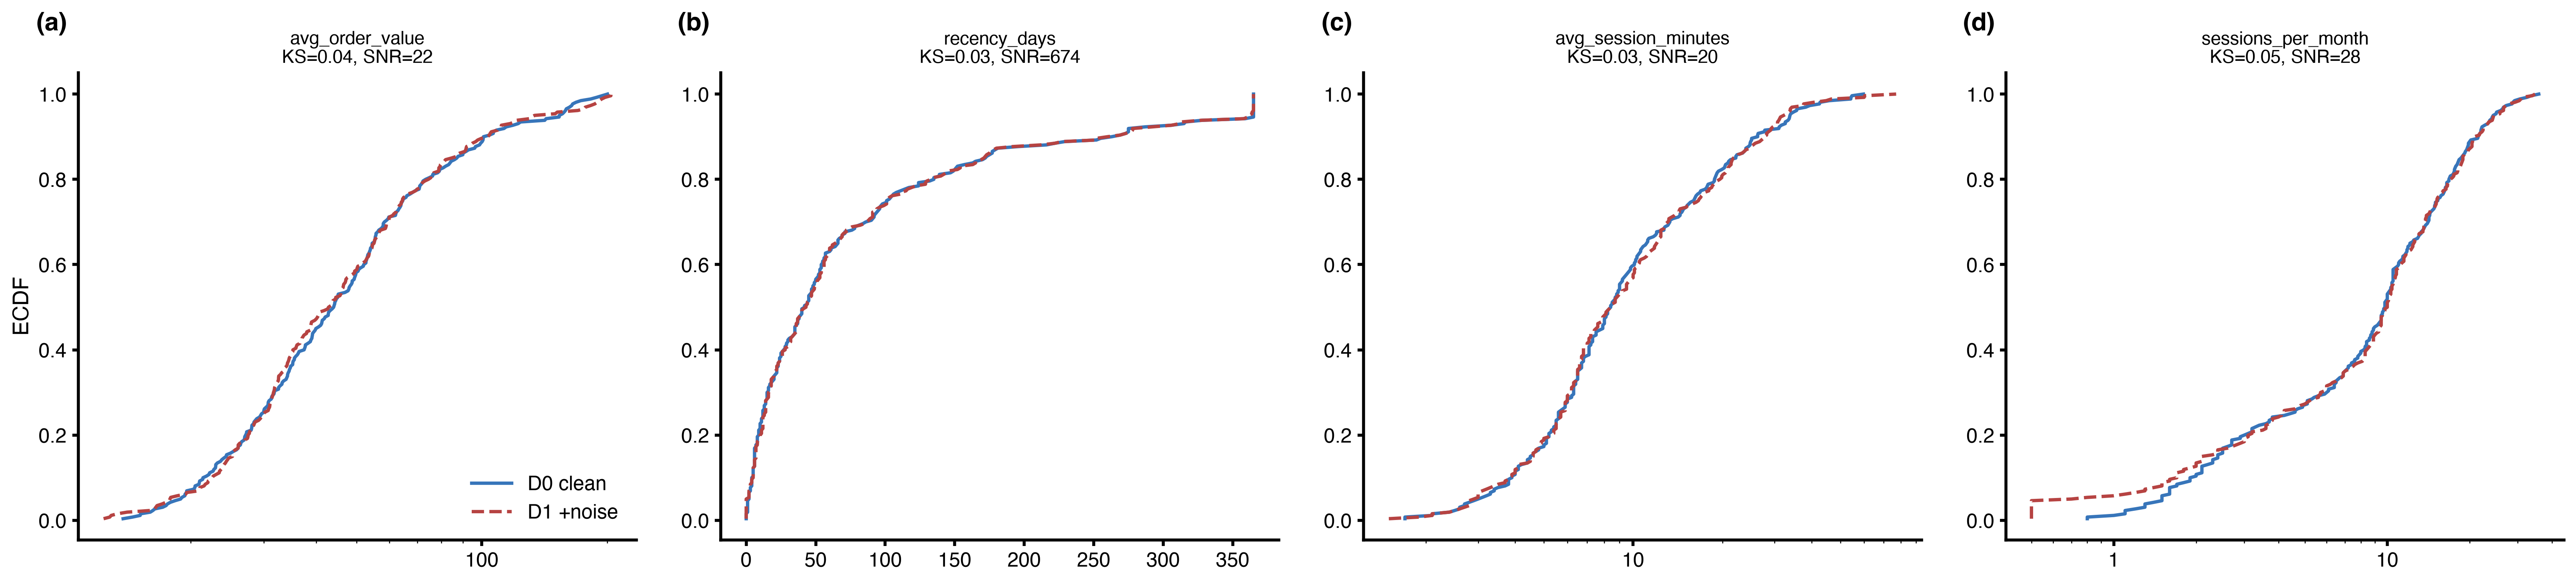 (a)
avg_order_value
KS=0.04, SNR=22
ECDF
1.0
0.8
0.6
0.4
0.2
0.0
100
D0 clean
D1 +noise
(b)
recency_days
KS=0.03, SNR=674
1.0
0.8
0.6
0.4
0.2
0.0
0 50 100 150 200 250 300 350
(c)
avg_session_minutes
KS=0.03, SNR=20
1.0
0.8
0.6
0.4
0.2
0.0
10
(d)
sessions_per_month
KS=0.05, SNR=28
1.0
0.8
0.6
0.4
0.2
0.0
1 10